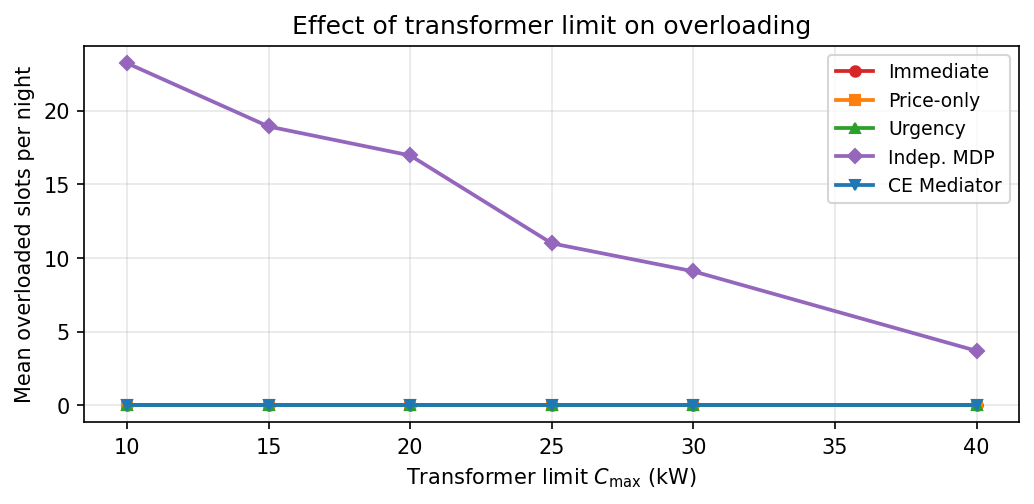 Effect of transformer limit on overloading
Mean overloaded slots per night
20
15
10
5
0
Immediate
Price-only
Urgency
Indep. MDP
CE Mediator
10 15 20 25 30 35 40
Transformer limit C_max (kW)